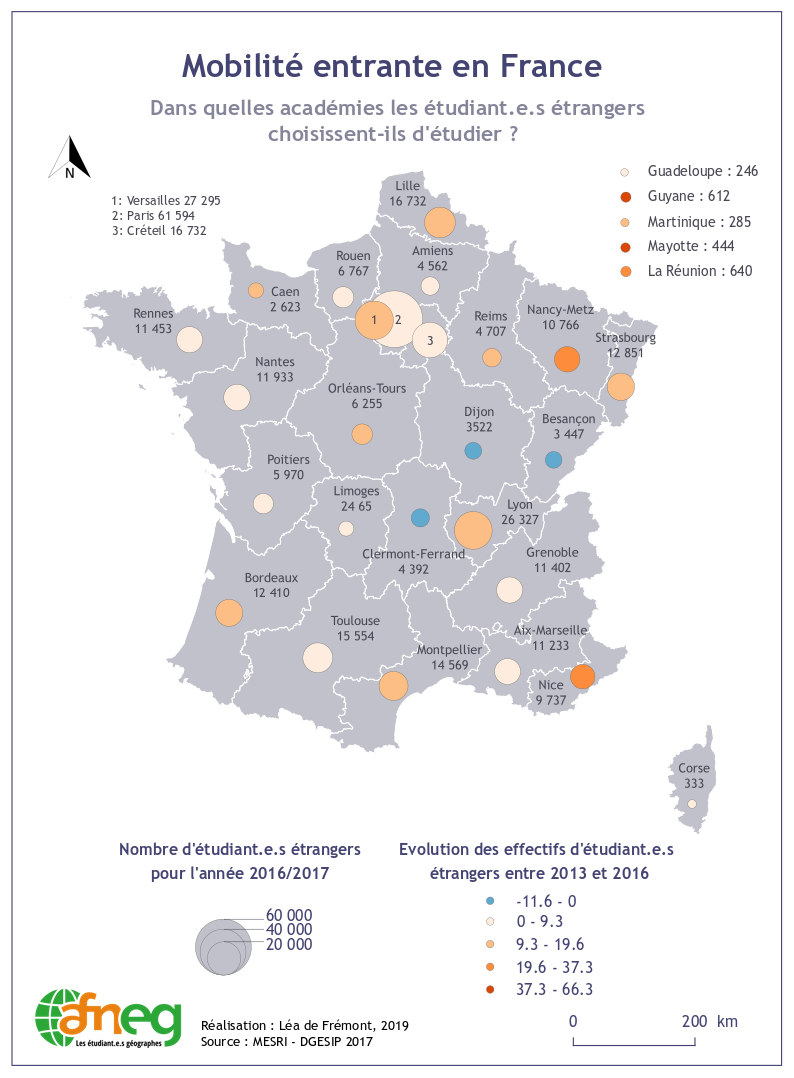 Mobilité entrante en France
Dans quelles académies les étudiant.e.s étrangers
choisissent-ils d'étudier ?
N
1: Versailles 27 295
2: Paris 61 594
3: Créteil 16 732
Guadeloupe : 246
Guyane : 612
Martinique : 285
Mayotte : 444
La Réunion : 640
Lille
16 732
Rouen
6 767
Amiens
4 562
Caen
2 623
Rennes
11 453
1
2
3
Reims
4 707
Nancy-Metz
10 766
Strasbourg
12 851
Nantes
11 933
Orléans-Tours
6 255
Dijon
3522
Besançon
3 447
Poitiers
5 970
Limoges
24 65
Clermont-Ferrand
4 392
Lyon
26 327
Grenoble
11 402
Bordeaux
12 410
Toulouse
15 554
Montpellier
14 569
Aix-Marseille
11 233
Nice
9 737
Corse
333
Nombre d'étudiant.e.s étrangers
pour l'année 2016/2017
60 000
40 000
20 000
Evolution des effectifs d'étudiant.e.s
étrangers entre 2013 et 2016
-11.6 - 0
0 - 9.3
9.3 - 19.6
19.6 - 37.3
37.3 - 66.3
afneg
Les étudiant.e.s géographes
Réalisation : Léa de Frémont, 2019
Source : MESRI - DGESIP 2017
0 200 km